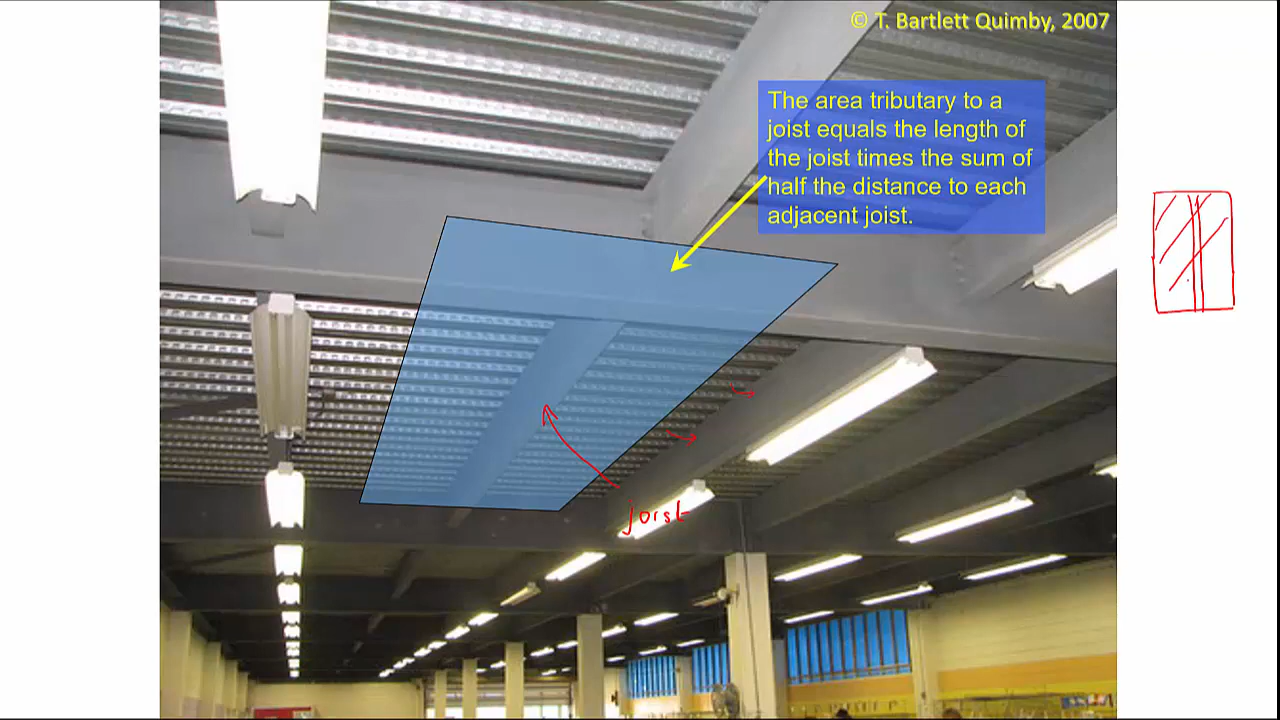 © T. Bartlett Quimby, 2007
The area tributary to a
joist equals the length of
the joist times the sum of
half the distance to each
adjacent joist.
joist